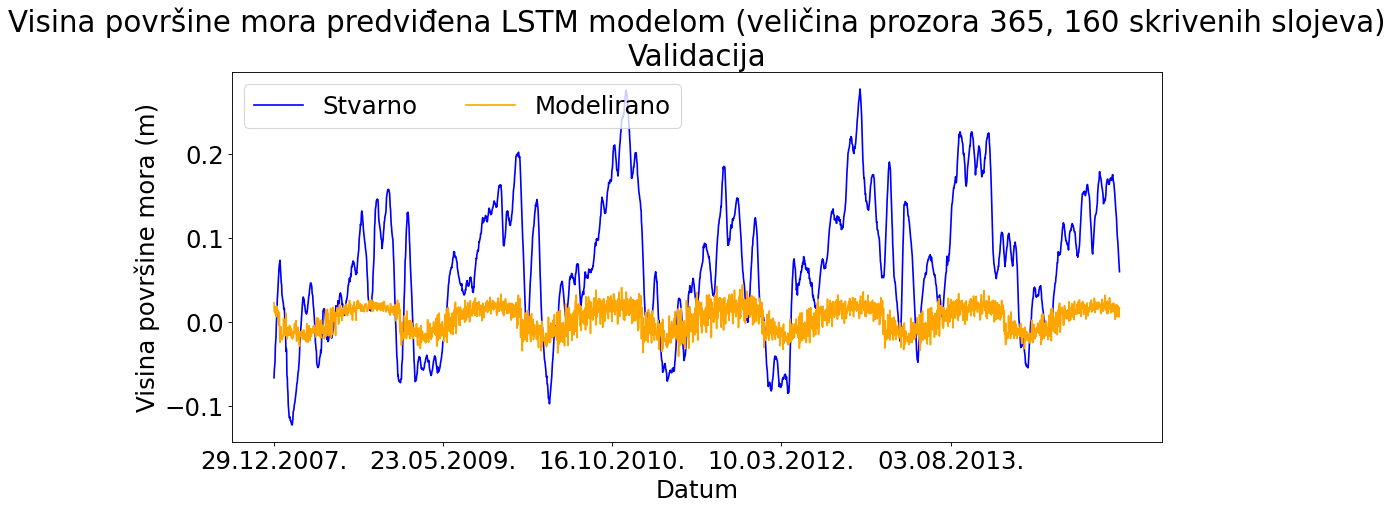 Visina površine mora predviđena LSTM modelom (veličina prozora 365, 160 skrivenih slojeva)
Validacija
Stvarno Modelirano
Visina površine mora (m)
0.2
0.1
0.0
−0.1
29.12.2007. 23.05.2009. 16.10.2010. 10.03.2012. 03.08.2013.
Datum